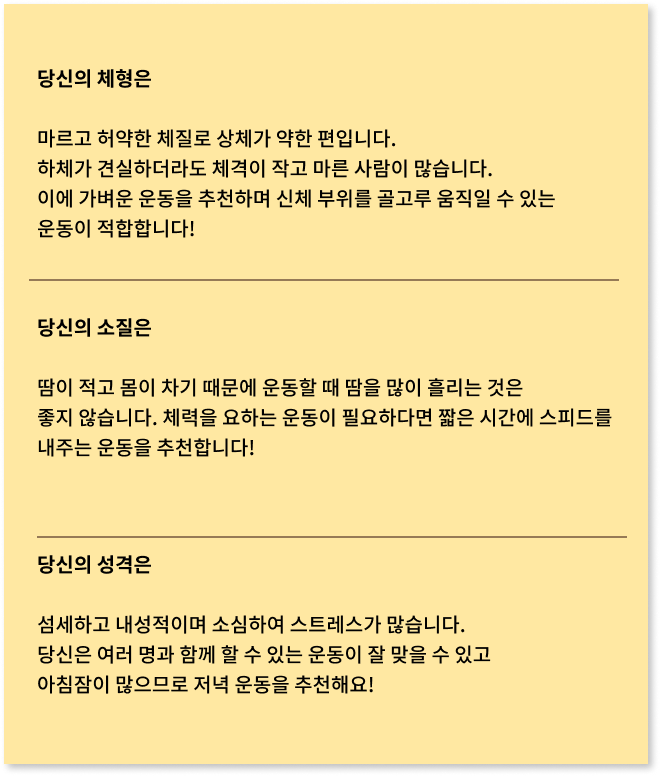 당신의 체형은
마르고 허약한 체질로 상체가 약한 편입니다.
하체가 견실하더라도 체격이 작고 마른 사람이 많습니다.
이에 가벼운 운동을 추천하며 신체 부위를 골고루 움직일 수 있는
운동이 적합합니다!
당신의 소질은
땀이 적고 몸이 차기 때문에 운동할 때 땀을 많이 흘리는 것은
좋지 않습니다. 체력을 요하는 운동이 필요하다면 짧은 시간에 스피드를
내주는 운동을 추천합니다!
당신의 성격은
섬세하고 내성적이며 소심하여 스트레스가 많습니다.
당신은 여러 명과 함께 할 수 있는 운동이 잘 맞을 수 있고
아침잠이 많으므로 저녁 운동을 추천해요!